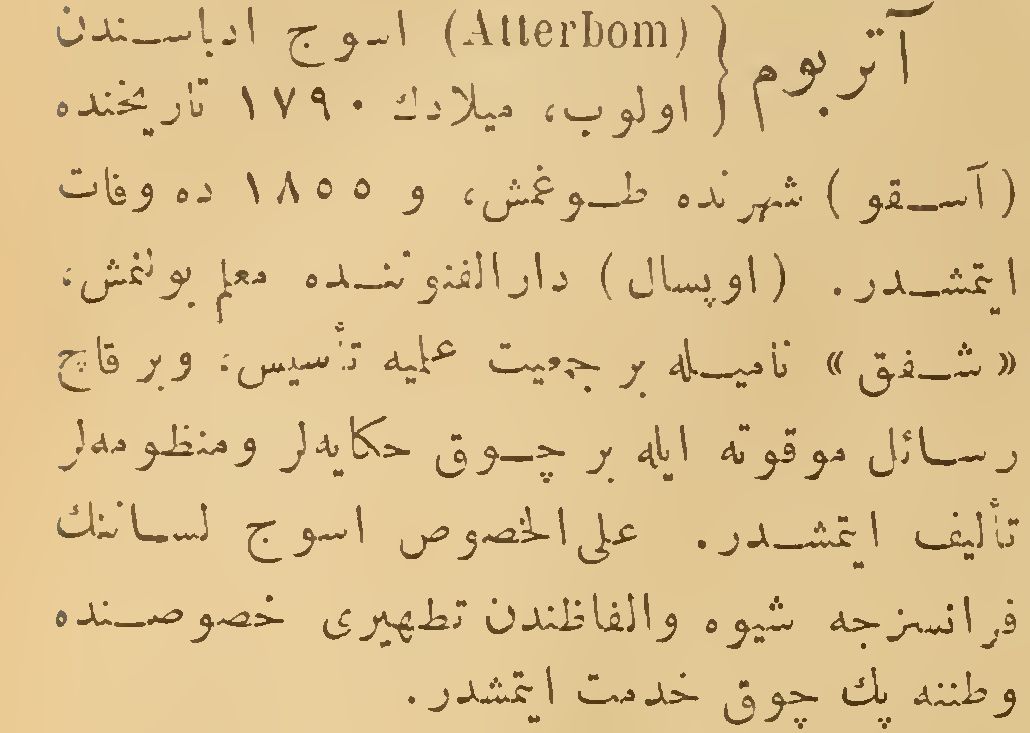 آتربوم { (Atterbom) اسوج ادباسندن
اولوب، میلادك ۱۷۹۰ تاریخنده
(آسقو) شهرنده طوغمش، و ۱۸۵۵ ده وفات
ایتمشدر. (اوپسال) دارالفنوننده معلم بولنمش،
«شفق» نامیله بر جمعیت علمیه تأسیس؛ وبر قاچ
رسائل موقوته ایله بر چوق حکایه‌لر ومنظومه‌لر
تألیف ایتمشدر. علی‌الخصوص اسوج لساننك
فرانسزجه شیوه والفاظندن تطهیری خصوصنده
وطننه پك چوق خدمت ایتمشدر.